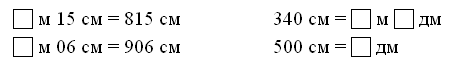 □ м 15 см = 815 см 340 см = □ м □ дм
□ м 06 см = 906 см 500 см = □ дм